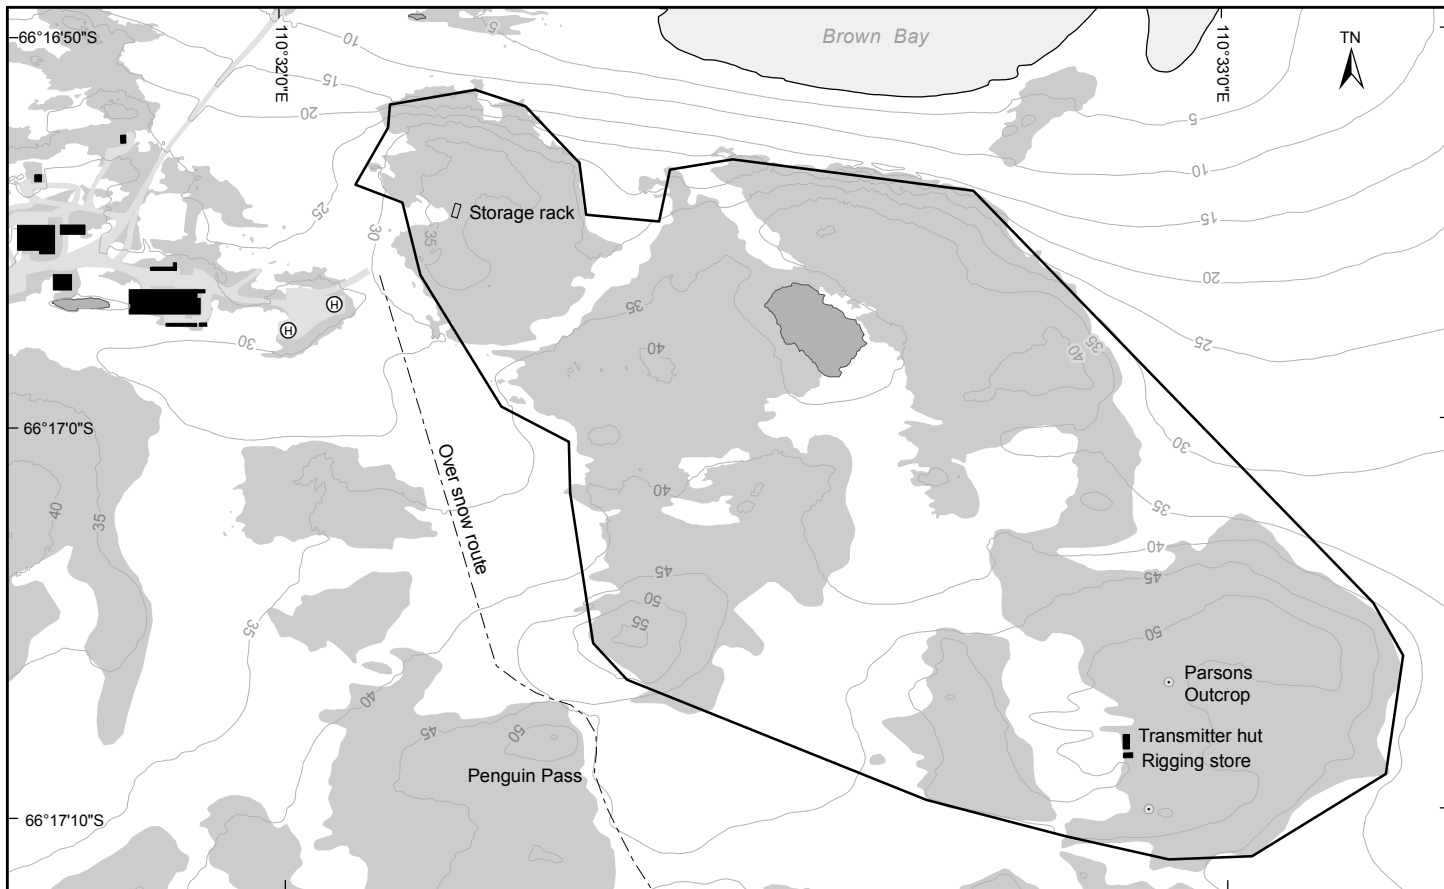 66°16'50"S
110°32'0"E
Brown Bay
110°33'0"E
TN
5
10
15
20
25
30
35
30
Storage rack
H
H
35
40
5
10
15
20
25
30
35
40
35
40
45
66°17'0"S
40
35
Over snow route
40
45
50
55
35
40
45
50
50
Parsons
Outcrop
Transmitter hut
Rigging store
Penguin Pass
66°17'10"S